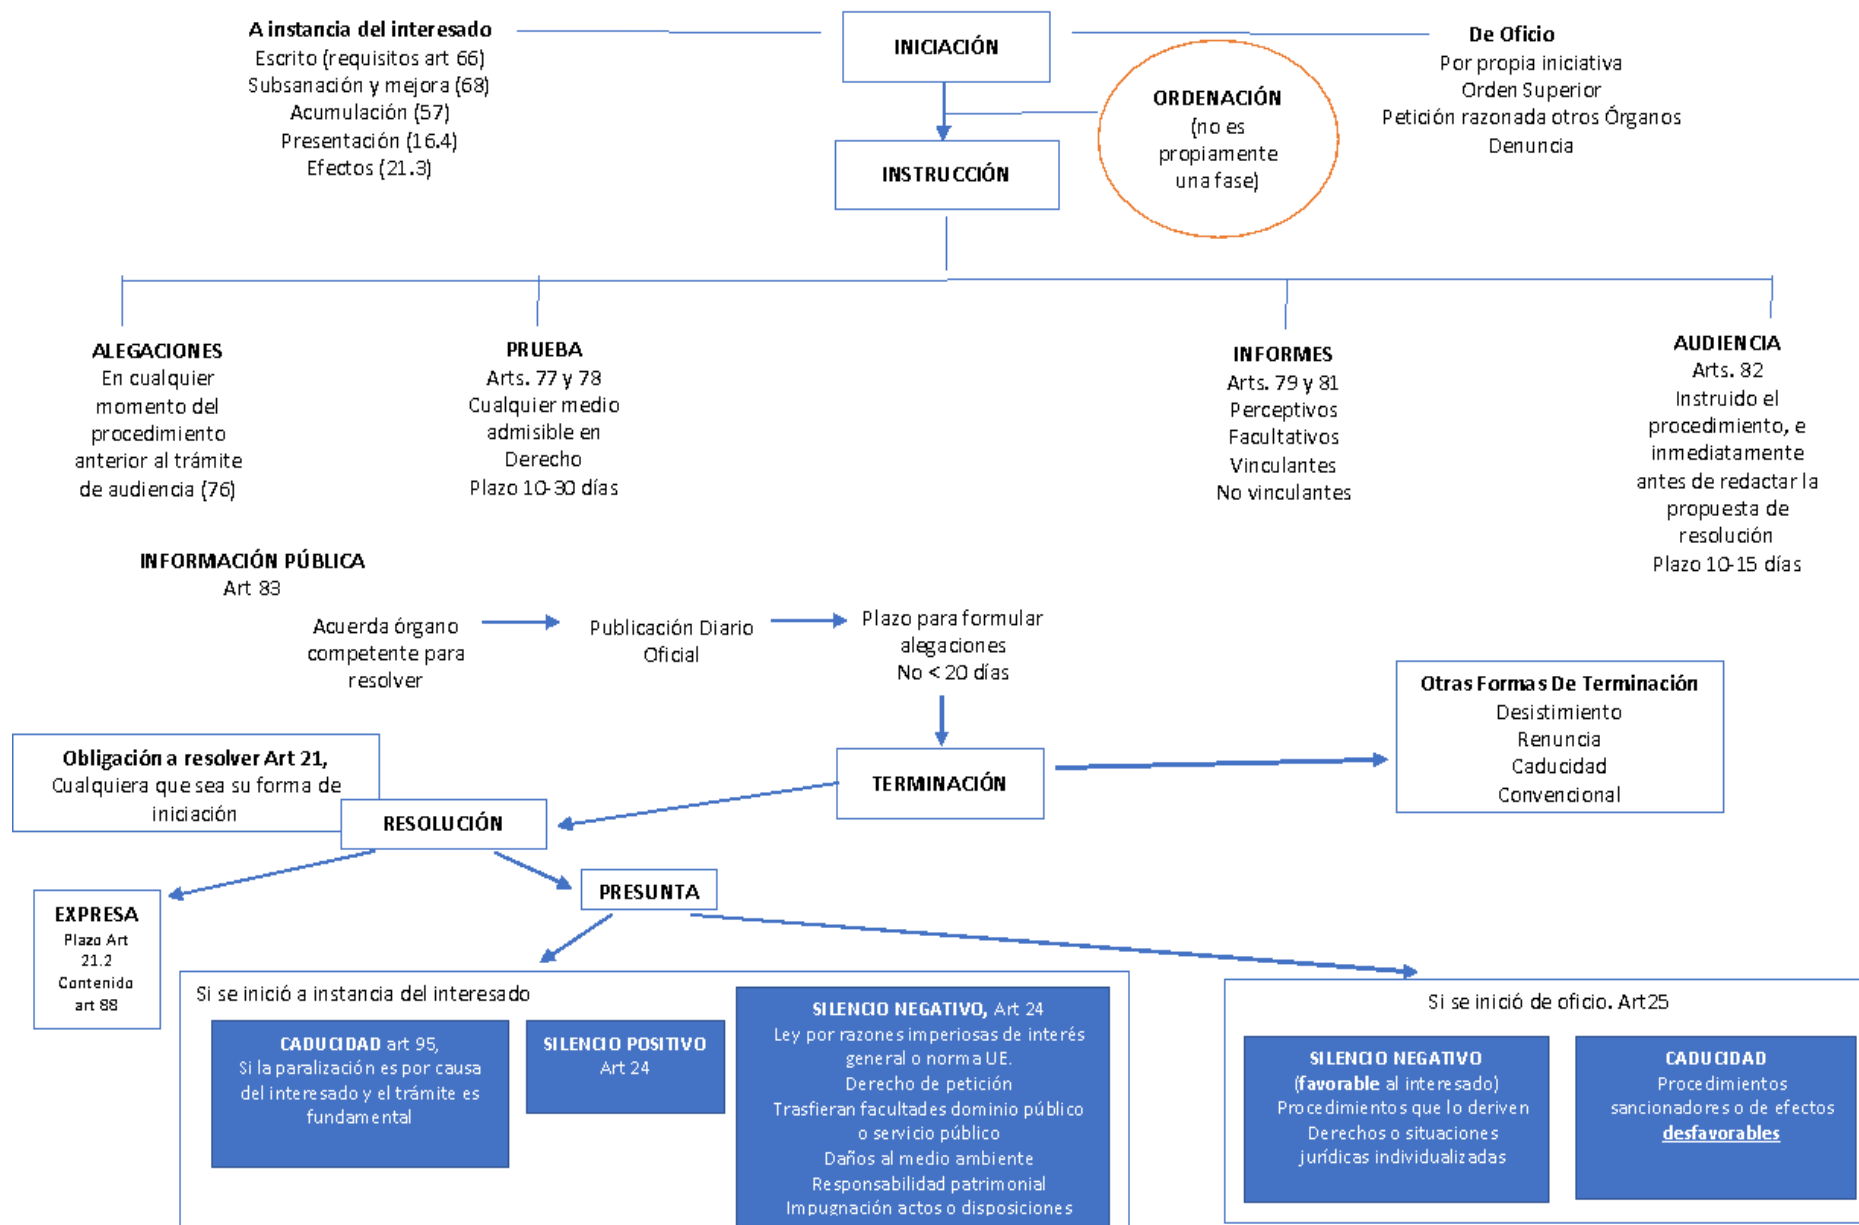 A instancia del interesado
Escrito (requisitos art 66)
Subsanación y mejora (68)
Acumulación (57)
Presentación (16.4)
Efectos (21.3)
INICIACIÓN
De Oficio
Por propia iniciativa
Orden Superior
Petición razonada otros Órganos
Denuncia
ORDENACIÓN
(no es
propiamente
una fase)
INSTRUCCIÓN
ALEGACIONES
En cualquier
momento del
procedimiento
anterior al trámite
de audiencia (76)
PRUEBA
Arts. 77 y 78
Cualquier medio
admisible en
Derecho
Plazo 10-30 días
INFORMES
Arts. 79 y 81
Perceptivos
Facultativos
Vinculantes
No vinculantes
AUDIENCIA
Arts. 82
Instruido el
procedimiento, e
inmediatamente
antes de redactar la
propuesta de
resolución
Plazo 10-15 días
INFORMACIÓN PÚBLICA
Art 83
Acuerda órgano
competente para
resolver
Publicación Diario
Oficial
Plazo para formular
alegaciones
No < 20 días
Otras Formas De Terminación
Desistimiento
Renuncia
Caducidad
Convencional
TERMINACIÓN
Obligación a resolver Art 21,
Cualquiera que sea su forma de
iniciación
RESOLUCIÓN
PRESUNTA
EXPRESA
Plazo Art
21.2
Contenido
art 88
Si se inició a instancia del interesado
CADUCIDAD art 95,
Si la paralización es por causa
del interesado y el trámite es
fundamental
SILENCIO POSITIVO
Art 24
SILENCIO NEGATIVO, Art 24
Ley por razones imperiosas de interés
general o norma UE.
Derecho de petición
Trasfieran facultades dominio público
o servicio público
Daños al medio ambiente
Responsabilidad patrimonial
Impugnación actos o disposiciones
Si se inició de oficio. Art25
SILENCIO NEGATIVO
(favorable al interesado)
Procedimientos que lo deriven
Derechos o situaciones
jurídicas individualizadas
CADUCIDAD
Procedimientos
sancionadores o de efectos
desfavorables